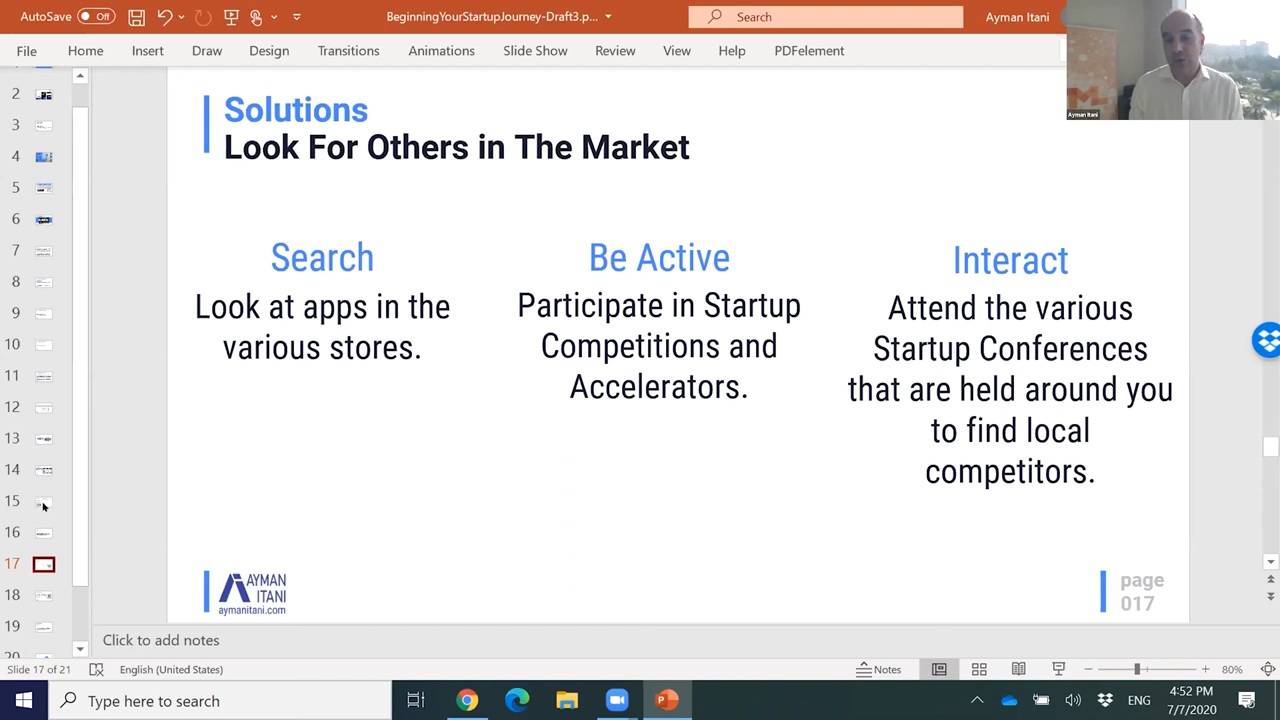 AutoSave Off BeginningYourStartupJourney-Draft3.p... Search Ayman Itani
File Home Insert Draw Design Transitions Animations Slide Show Review View Help PDFelement
Ayman Itani
2
3
4
5
6
7
8
9
10
11
12
13
14
15
16
17
18
19
20
Solutions
Look For Others in The Market
Search
Look at apps in the
various stores.
Be Active
Participate in Startup
Competitions and
Accelerators.
Interact
Attend the various
Startup Conferences
that are held around you
to find local
competitors.
AYMAN
ITANI
aymanitani.com
page
017
Click to add notes
Slide 17 of 21 English (United States) Notes 80%
Type here to search ENG 4:52 PM
7/7/2020